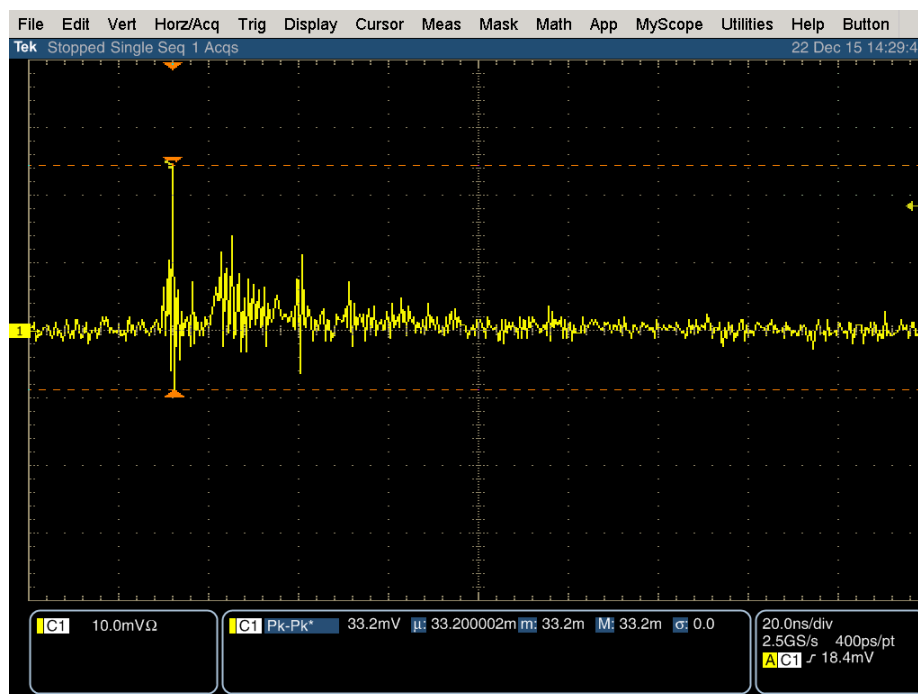 File Edit Vert Horz/Acq Trig Display Cursor Meas Mask Math App MyScope Utilities Help Button
Tek Stopped Single Seq 1 Acqs 22 Dec 15 14:29:4
1
C1 10.0mVΩ
C1 Pk-Pk* 33.2mV μ: 33.200002m m: 33.2m M: 33.2m σ: 0.0
20.0ns/div
2.5GS/s 400ps/pt
A C1 ƒ 18.4mV